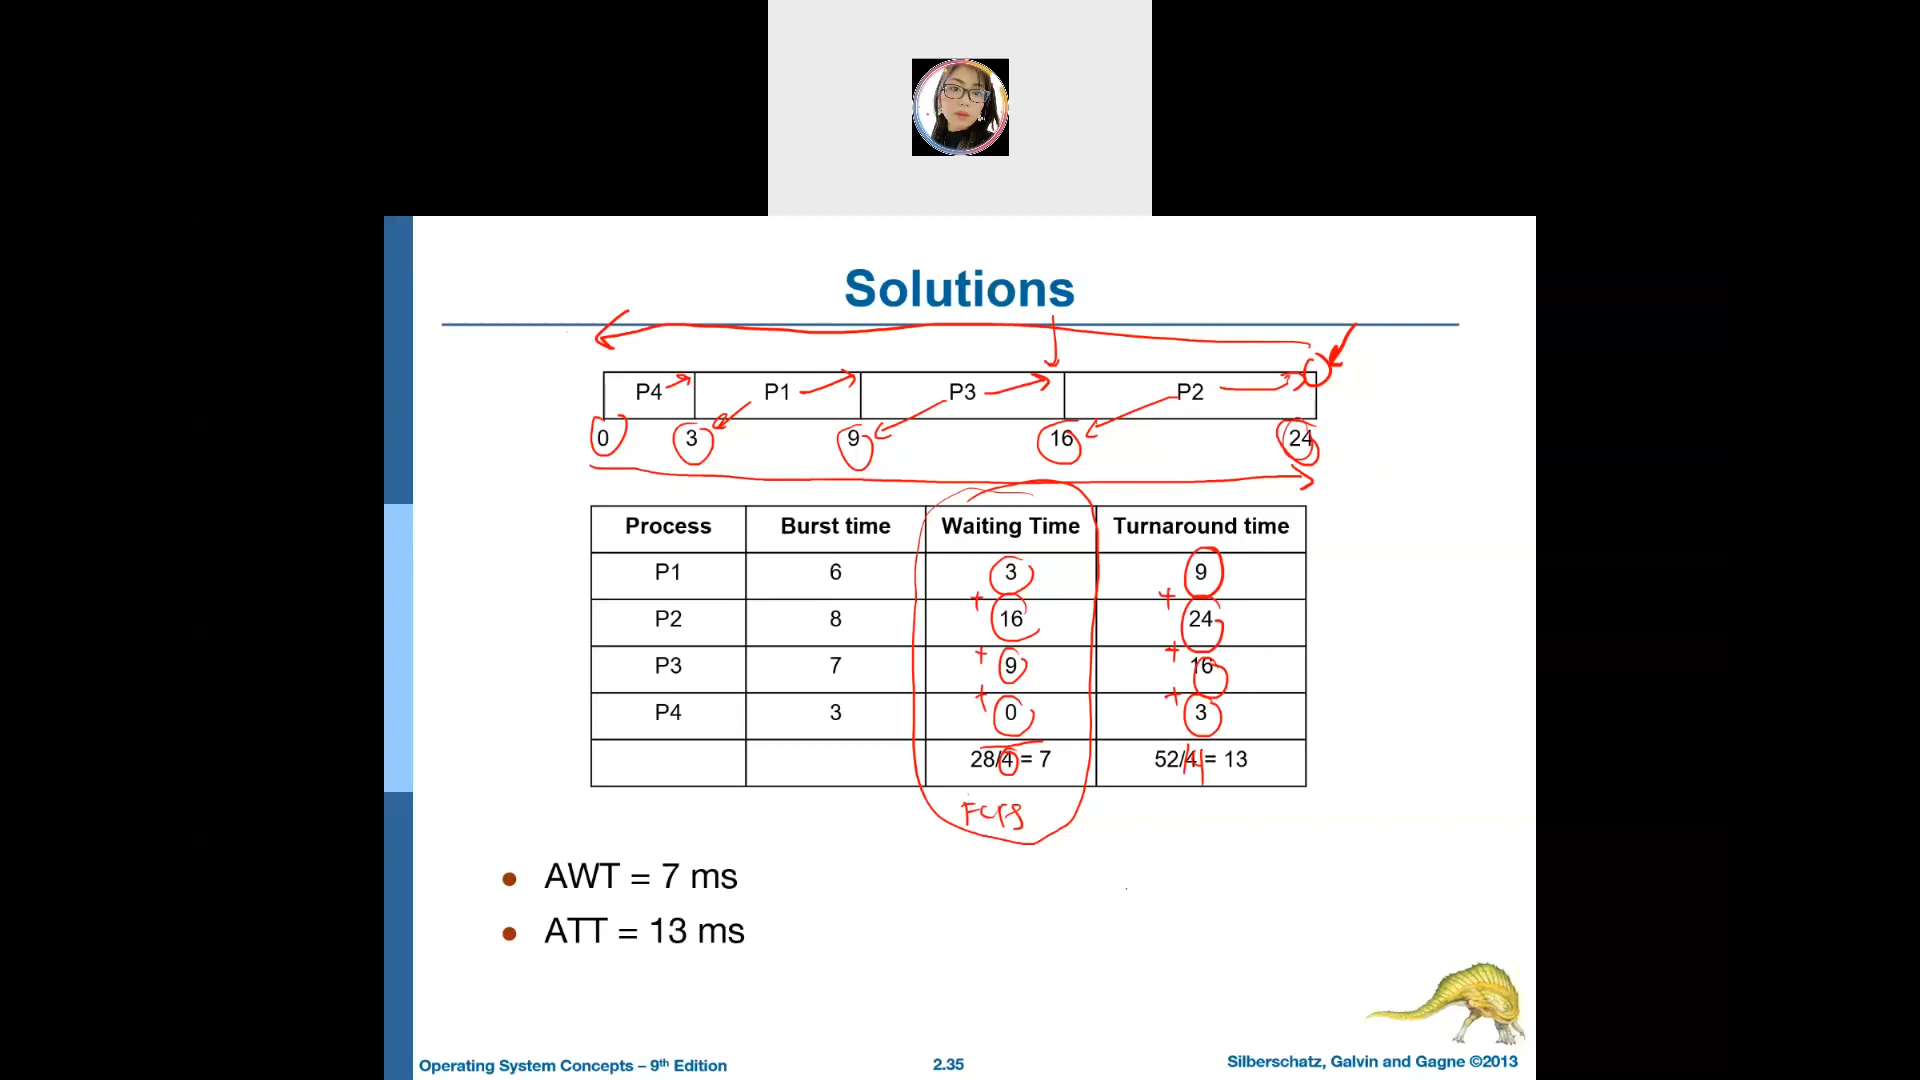 Solutions
P4 P1 P3 P2
0 3 9 16 24
Process Burst time Waiting Time Turnaround time
P1 6 3 9
+ +
P2 8 16 24
+ +
P3 7 9 16
+ +
P4 3 0 3
28/4 = 7 52/4 = 13
FCFS
• AWT = 7 ms
• ATT = 13 ms
Operating System Concepts – 9th Edition 2.35 Silberschatz, Galvin and Gagne ©2013